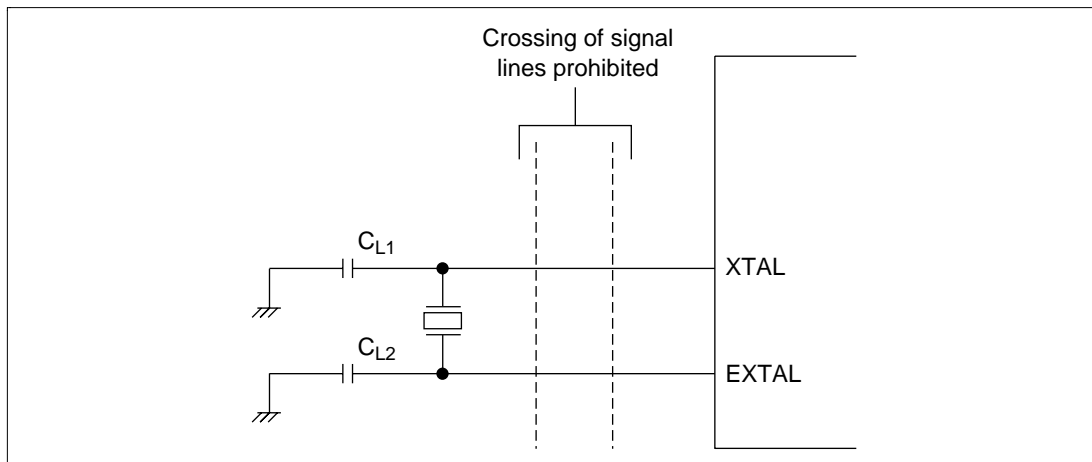 Crossing of signal
lines prohibited
CL1
XTAL
CL2
EXTAL